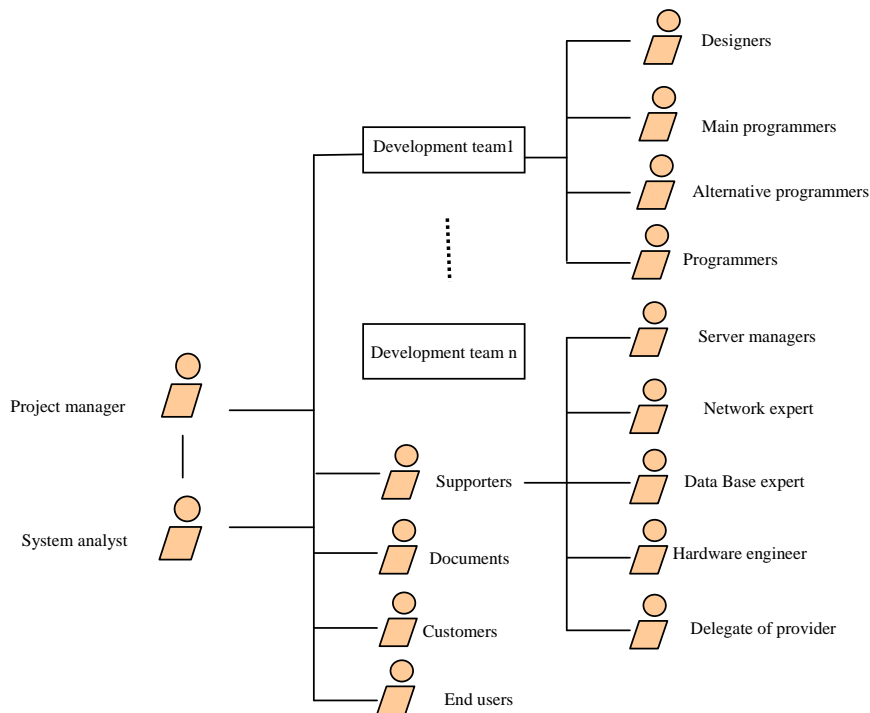 Designers
Main programmers
Development team1
Alternative programmers
Programmers
Server managers
Development team n
Project manager
Network expert
Supporters
Data Base expert
System analyst
Documents
Hardware engineer
Customers
Delegate of provider
End users